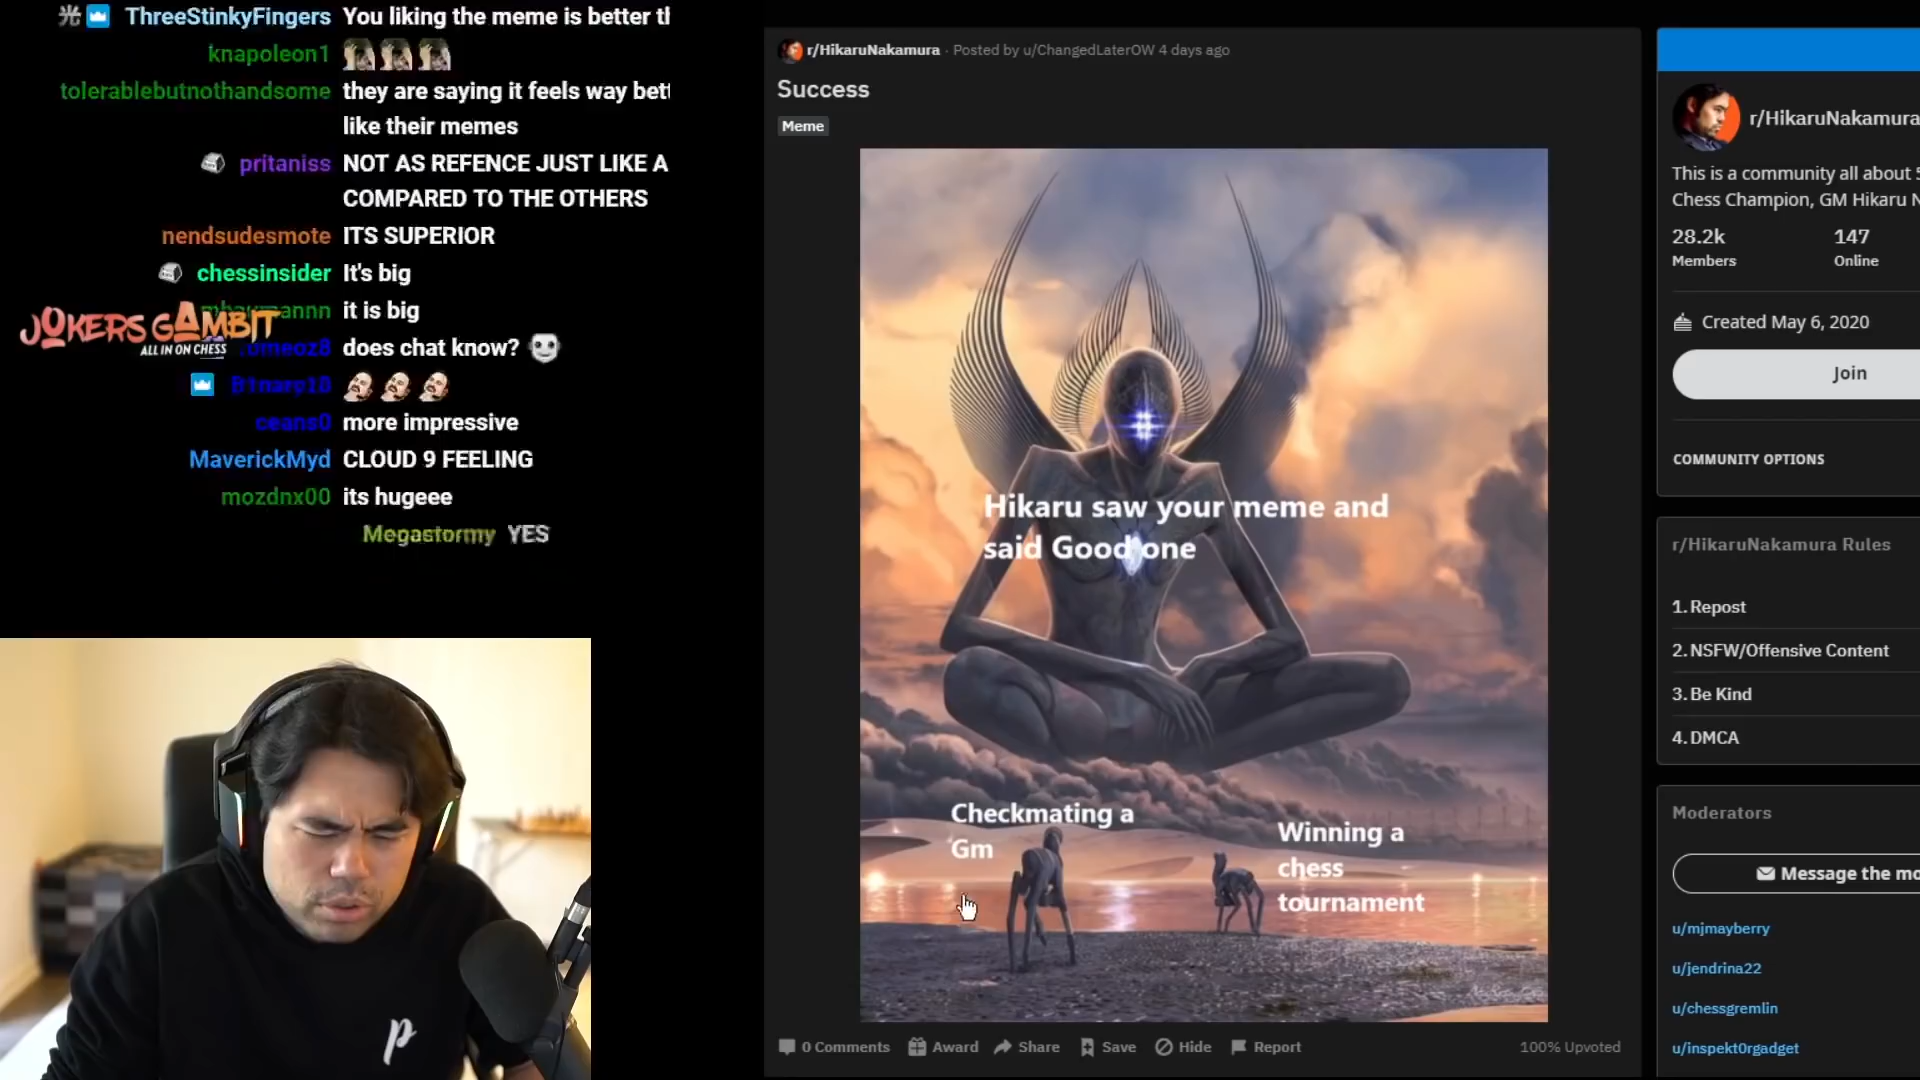 光 ThreeStinkyFingers You liking the meme is better th
knapoleon1
tolerablebutnothandsome they are saying it feels way bett
like their memes
pritaniss NOT AS REFENCE JUST LIKE A
COMPARED TO THE OTHERS
nendsudesmote ITS SUPERIOR
chessinsider It's big
it is big
JOKERS GAMBIT
ALL IN ON CHESS
does chat know?
B1nary1B
ceans0 more impressive
MaverickMyd CLOUD 9 FEELING
mozdnx00 its hugeee
Megastormy YES
r/HikaruNakamura · Posted by u/ChangedLaterOW 4 days ago
Success
Meme
Hikaru saw your meme and
said Good one
Checkmating a
Gm
Winning a
chess
tournament
0 Comments Award Share Save Hide Report 100% Upvoted
r/HikaruNakamura
This is a community all about 5
Chess Champion, GM Hikaru N
28.2k 147
Members Online
Created May 6, 2020
Join
COMMUNITY OPTIONS
r/HikaruNakamura Rules
1. Repost
2. NSFW/Offensive Content
3. Be Kind
4. DMCA
Moderators
Message the mo
u/mjmayberry
u/jendrina22
u/chessgremlin
u/inspekt0rgadget
p